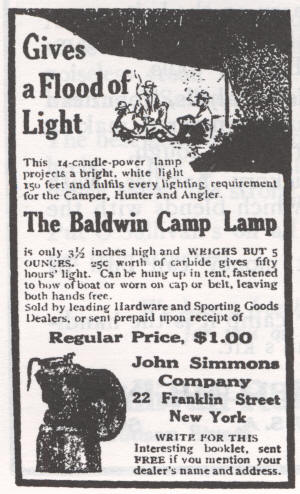 Gives
a Flood of
Light
This 14-candle-power lamp
projects a bright, white light
150 feet and fulfils every lighting requirement
for the Camper, Hunter and Angler.
The Baldwin Camp Lamp
is only 3½ inches high and WEIGHS BUT 5
OUNCES. 25c worth of carbide gives fifty
hours' light. Can be hung up in tent, fastened
to bow of boat or worn on cap or belt, leaving
both hands free.
Sold by leading Hardware and Sporting Goods
Dealers, or sent prepaid upon receipt of
Regular Price, $1.00
John Simmons
Company
22 Franklin Street
New York
WRITE FOR THIS
Interesting booklet, sent
FREE if you mention your
dealer's name and address.